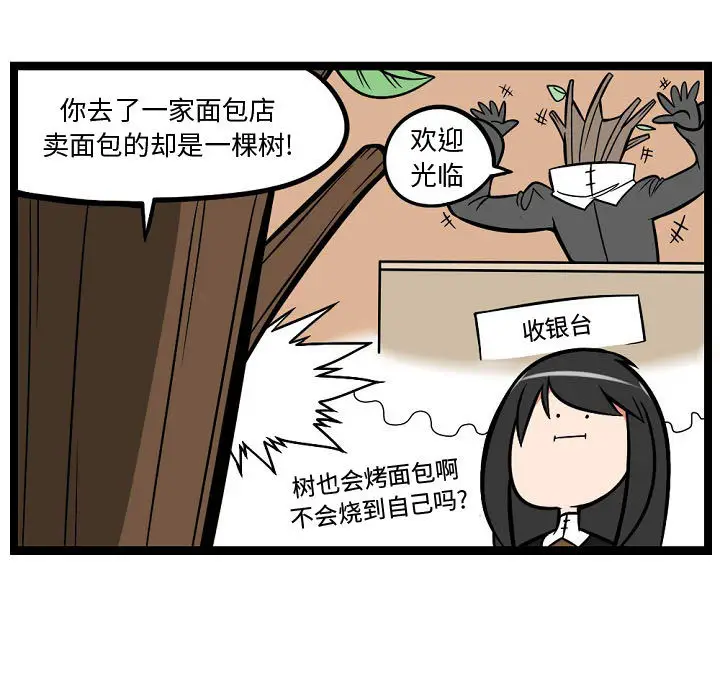 你去了一家面包店
卖面包的却是一棵树!
欢迎
光临
收银台
树也会烤面包啊
不会烧到自己吗?